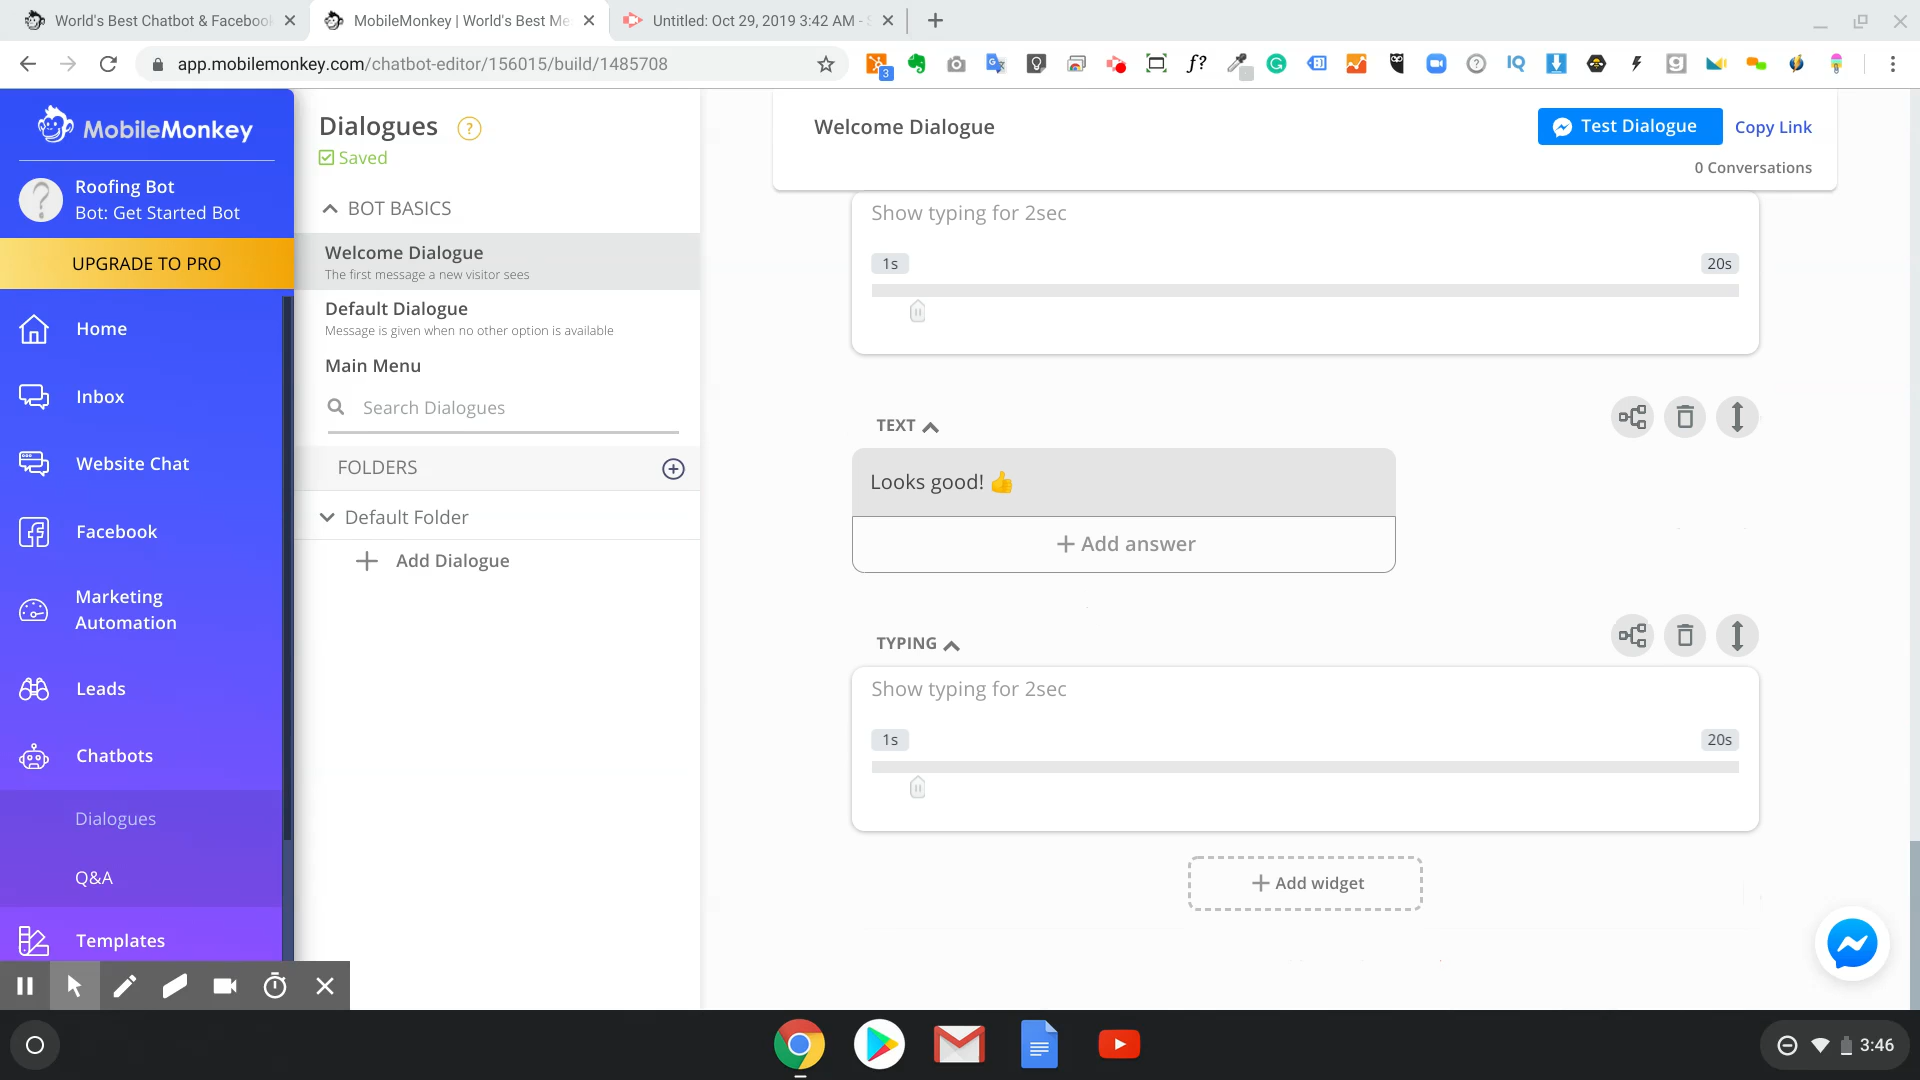 World's Best Chatbot & Faceboo
MobileMonkey | World's Best Me
Untitled: Oct 29, 2019 3:42 AM - S
app.mobilemonkey.com/chatbot-editor/156015/build/1485708
3
f?
IQ
MobileMonkey
Roofing Bot
Bot: Get Started Bot
UPGRADE TO PRO
Home
Inbox
Website Chat
Facebook
Marketing
Automation
Leads
Chatbots
Dialogues
Q&A
Templates
Dialogues ?
Saved
BOT BASICS
Welcome Dialogue
The first message a new visitor sees
Default Dialogue
Message is given when no other option is available
Main Menu
Search Dialogues
FOLDERS
Default Folder
Add Dialogue
Welcome Dialogue
Test Dialogue
Copy Link
0 Conversations
Show typing for 2sec
1s
20s
TEXT
Looks good! 👍
+ Add answer
TYPING
Show typing for 2sec
1s
20s
+ Add widget
3:46